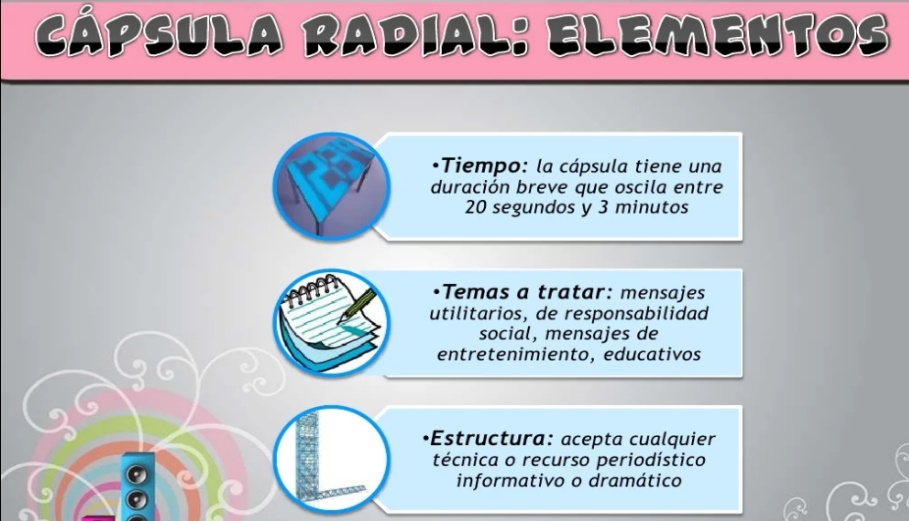 CÁPSULA RADIAL: ELEMENTOS
•Tiempo: la cápsula tiene una
duración breve que oscila entre
20 segundos y 3 minutos
•Temas a tratar: mensajes
utilitarios, de responsabilidad
social, mensajes de
entretenimiento, educativos
•Estructura: acepta cualquier
técnica o recurso periodístico
informativo o dramático